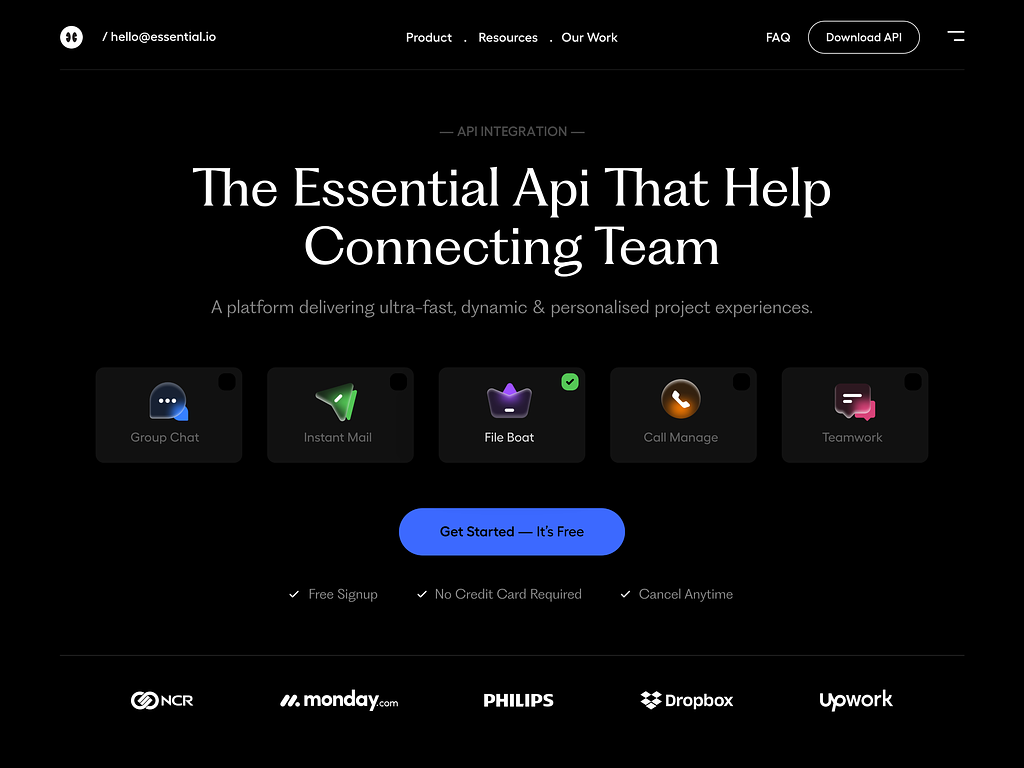 / hello@essential.io
Product . Resources . Our Work
FAQ
Download API
— API INTEGRATION —
The Essential Api That Help
Connecting Team
A platform delivering ultra-fast, dynamic & personalised project experiences.
Group Chat
Instant Mail
File Boat
Call Manage
Teamwork
Get Started — It's Free
Free Signup
No Credit Card Required
Cancel Anytime
NCR
monday.com
PHILIPS
Dropbox
Upwork